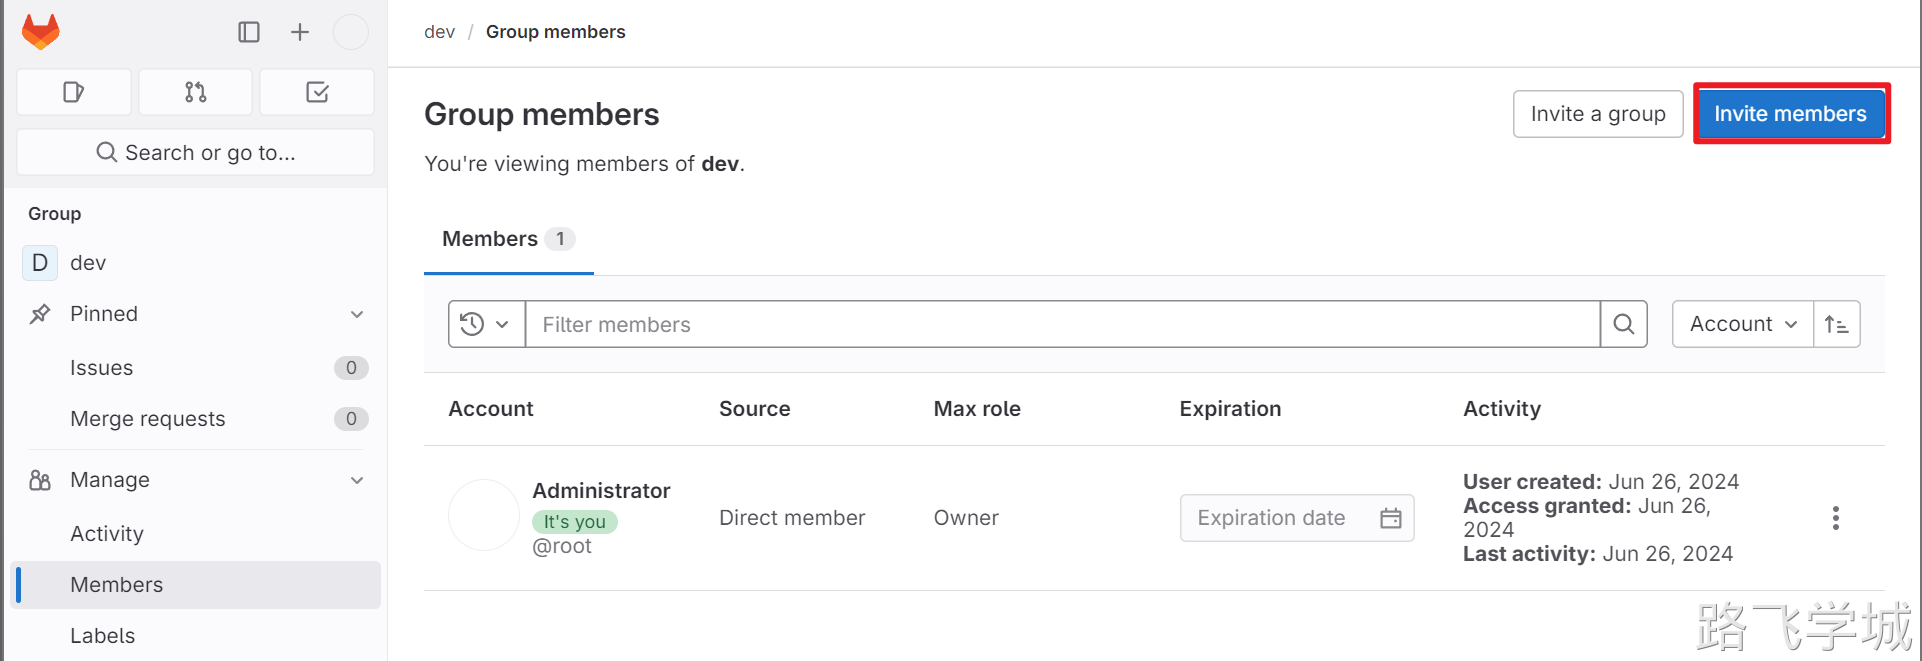 dev / Group members
Search or go to...
Group
D dev
Pinned
Issues 0
Merge requests 0
Manage
Activity
Members
Labels
Group members
Invite a group
Invite members
You're viewing members of dev.
Members 1
Filter members
Account
Account Source Max role Expiration Activity
Administrator
It's you
@root
Direct member
Owner
Expiration date
User created: Jun 26, 2024
Access granted: Jun 26,
2024
Last activity: Jun 26, 2024
路飞学城